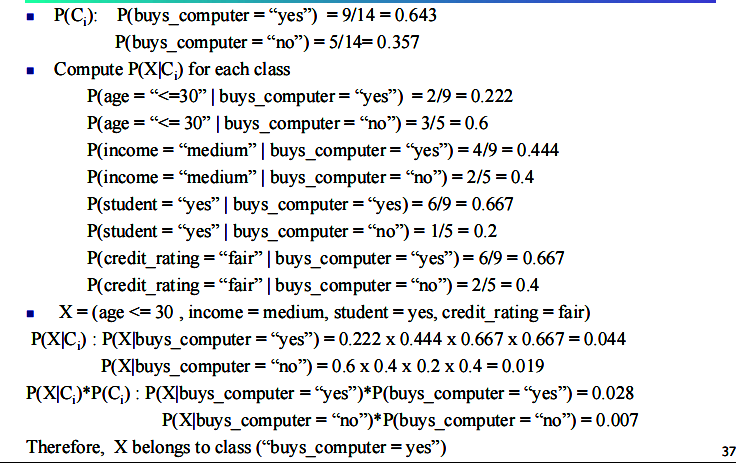 ▪ P(Cᵢ): P(buys_computer = “yes”) = 9/14 = 0.643
P(buys_computer = “no”) = 5/14= 0.357
▪ Compute P(X|Cᵢ) for each class
P(age = “<=30” | buys_computer = “yes”) = 2/9 = 0.222
P(age = “<= 30” | buys_computer = “no”) = 3/5 = 0.6
P(income = “medium” | buys_computer = “yes”) = 4/9 = 0.444
P(income = “medium” | buys_computer = “no”) = 2/5 = 0.4
P(student = “yes” | buys_computer = “yes) = 6/9 = 0.667
P(student = “yes” | buys_computer = “no”) = 1/5 = 0.2
P(credit_rating = “fair” | buys_computer = “yes”) = 6/9 = 0.667
P(credit_rating = “fair” | buys_computer = “no”) = 2/5 = 0.4
▪ X = (age <= 30 , income = medium, student = yes, credit_rating = fair)
P(X|Cᵢ) : P(X|buys_computer = “yes”) = 0.222 x 0.444 x 0.667 x 0.667 = 0.044
P(X|buys_computer = “no”) = 0.6 x 0.4 x 0.2 x 0.4 = 0.019
P(X|Cᵢ)*P(Cᵢ) : P(X|buys_computer = “yes”)*P(buys_computer = “yes”) = 0.028
P(X|buys_computer = “no”)*P(buys_computer = “no”) = 0.007
Therefore, X belongs to class (“buys_computer = yes”)
37